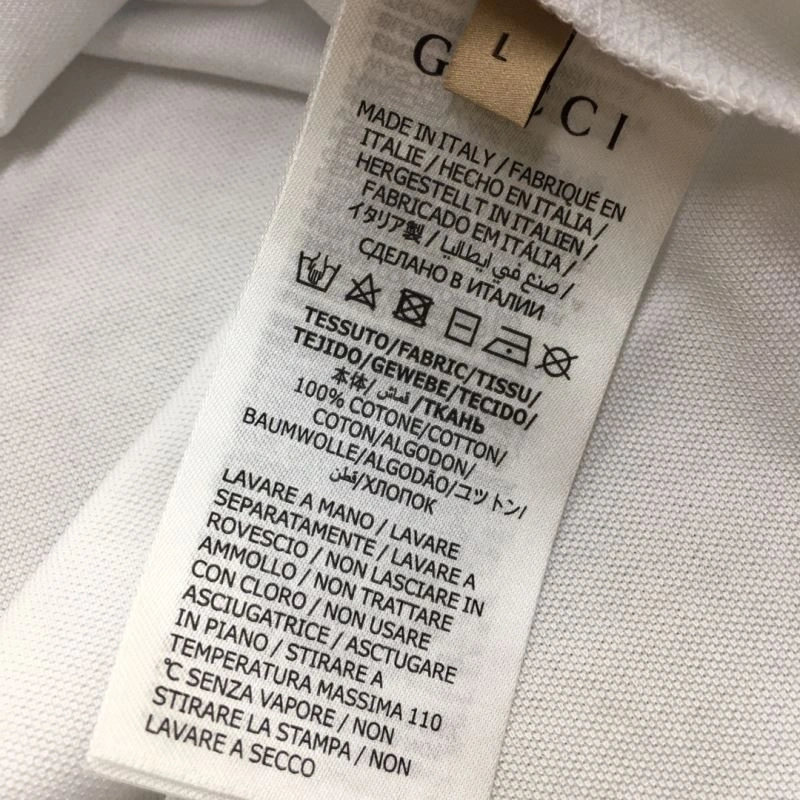 L
GUCCI
MADE IN ITALY / FABRIQUÉ EN
ITALIE / HECHO EN ITALIA /
HERGESTELLT IN ITALIEN /
FABRICADO EM ITÁLIA /
イタリア製 / صنع في ايطاليا /
СДЕЛАНО В ИТАЛИИ
TESSUTO/FABRIC/TISSU/
TEJIDO/GEWEBE/TECIDO/
本体/قماش/ТКАНЬ
100% COTONE/COTTON/
COTON/ALGODON/
BAUMWOLLE/ALGODÃO/コットン/
قطن/ХЛОПОК
LAVARE A MANO / LAVARE
SEPARATAMENTE / LAVARE A
ROVESCIO / NON LASCIARE IN
AMMOLLO / NON TRATTARE
CON CLORO / NON USARE
ASCIUGATRICE / ASCTUGARE
IN PIANO / STIRARE A
TEMPERATURA MASSIMA 110
℃ SENZA VAPORE / NON
STIRARE LA STAMPA / NON
LAVARE A SECCO